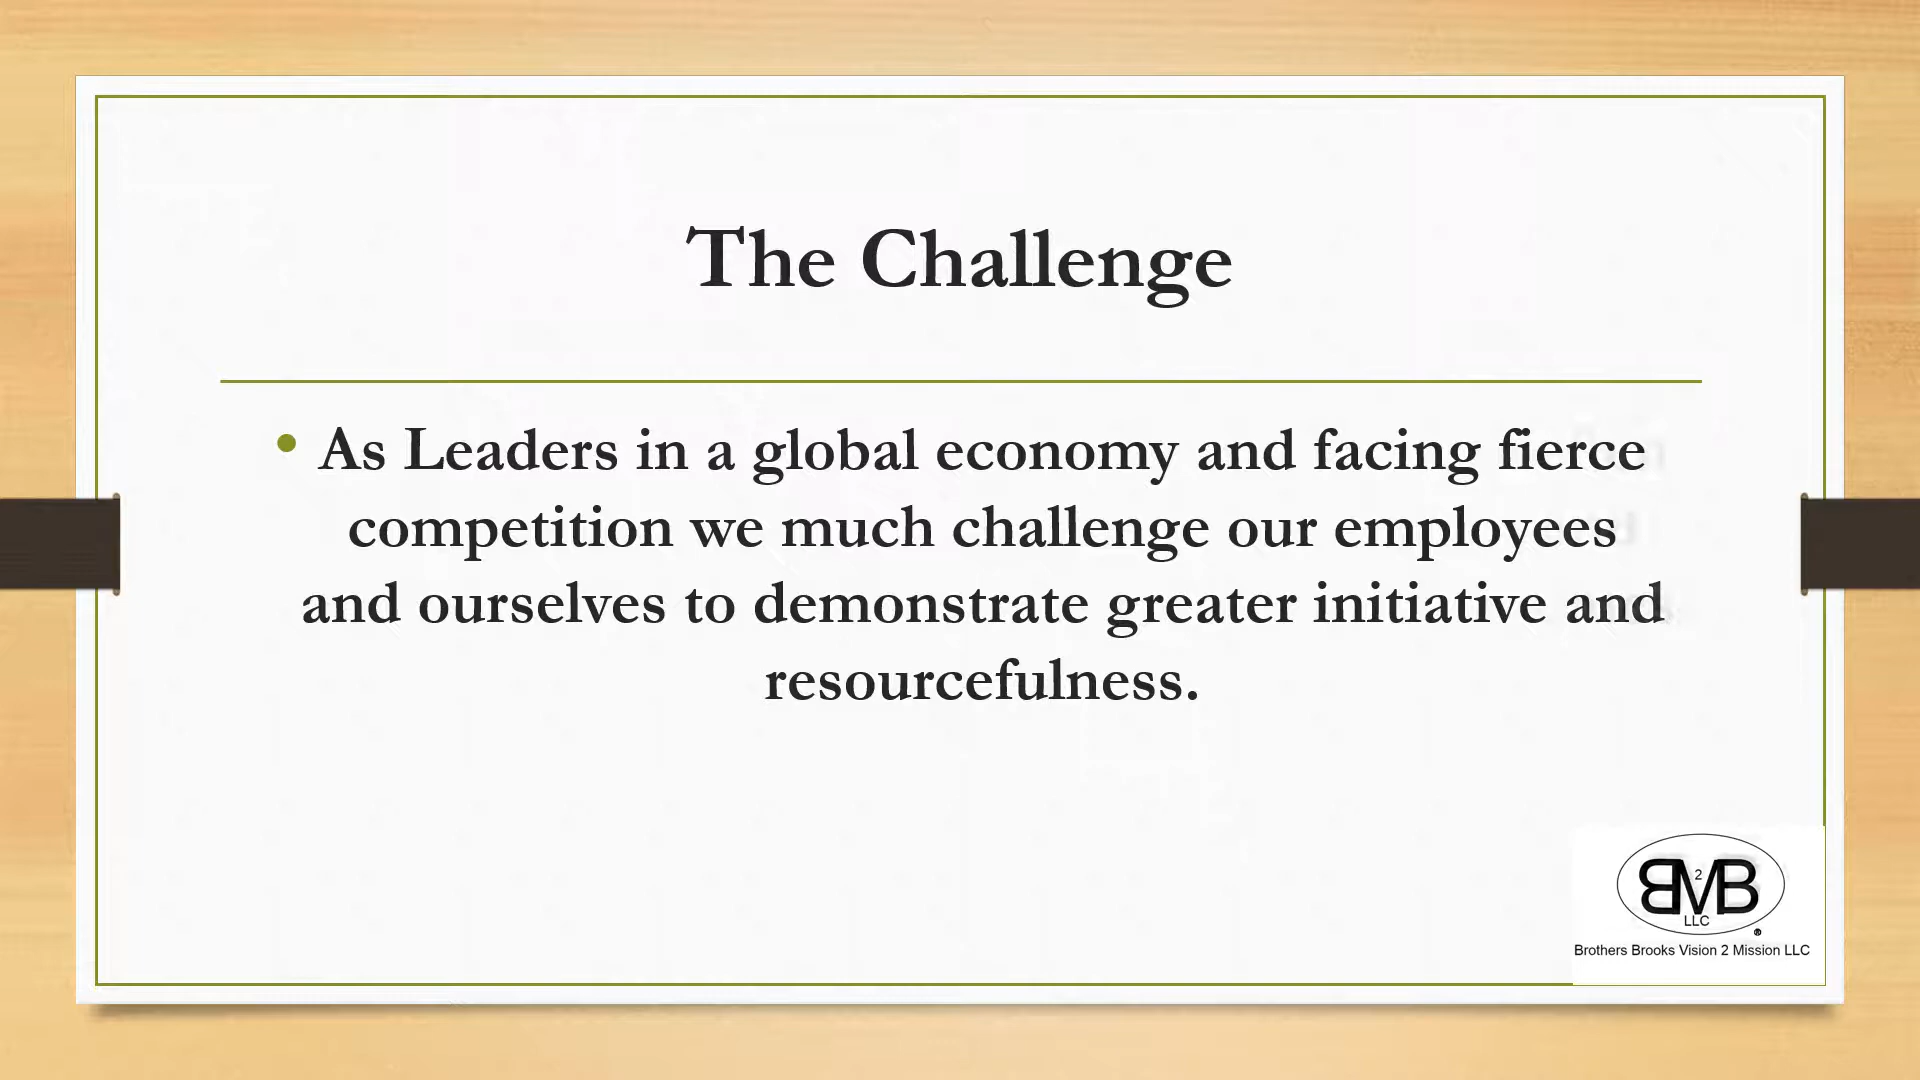 The Challenge
• As Leaders in a global economy and facing fierce
competition we much challenge our employees
and ourselves to demonstrate greater initiative and
resourcefulness.
BVB
2
LLC
®
Brothers Brooks Vision 2 Mission LLC